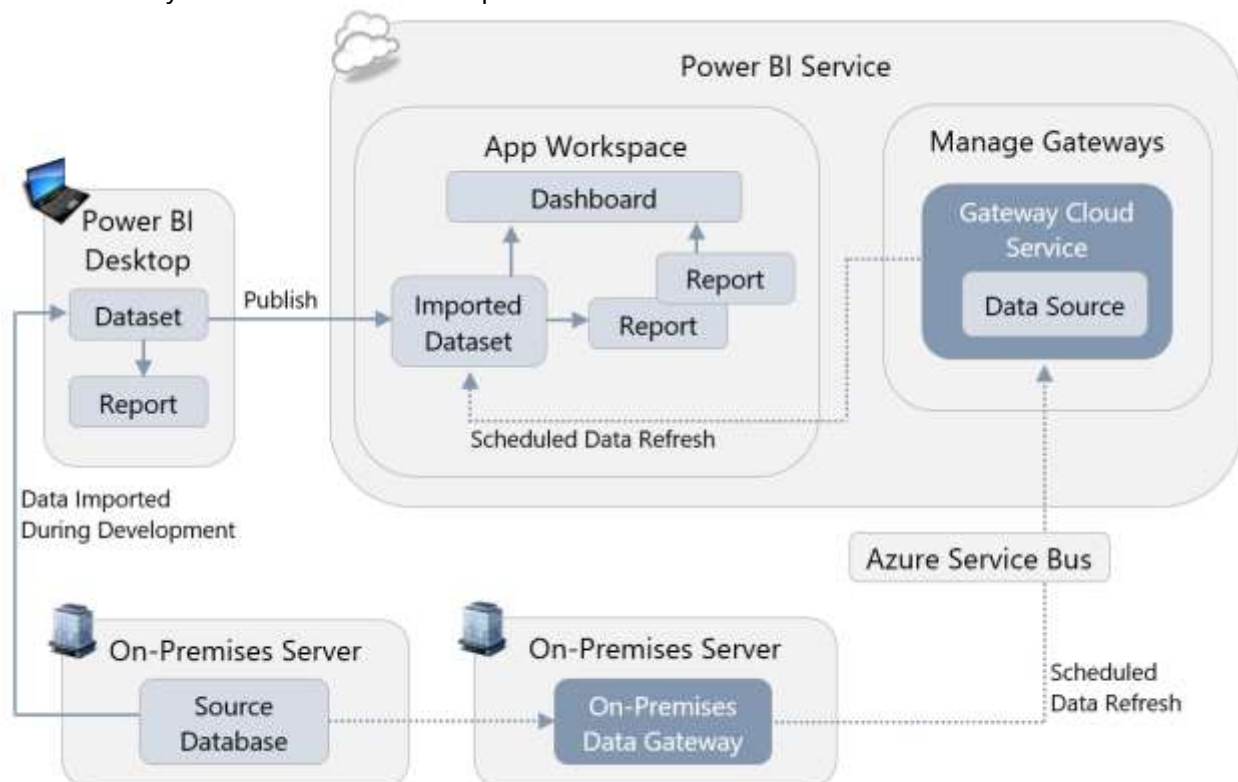 Power BI Service
App Workspace
Manage Gateways
Dashboard
Gateway Cloud
Service
Data Source
Power BI
Desktop
Dataset
Report
Publish
Imported
Dataset
Report
Report
Scheduled Data Refresh
Data Imported
During Development
Azure Service Bus
On-Premises Server
Source
Database
On-Premises Server
On-Premises
Data Gateway
Scheduled
Data Refresh